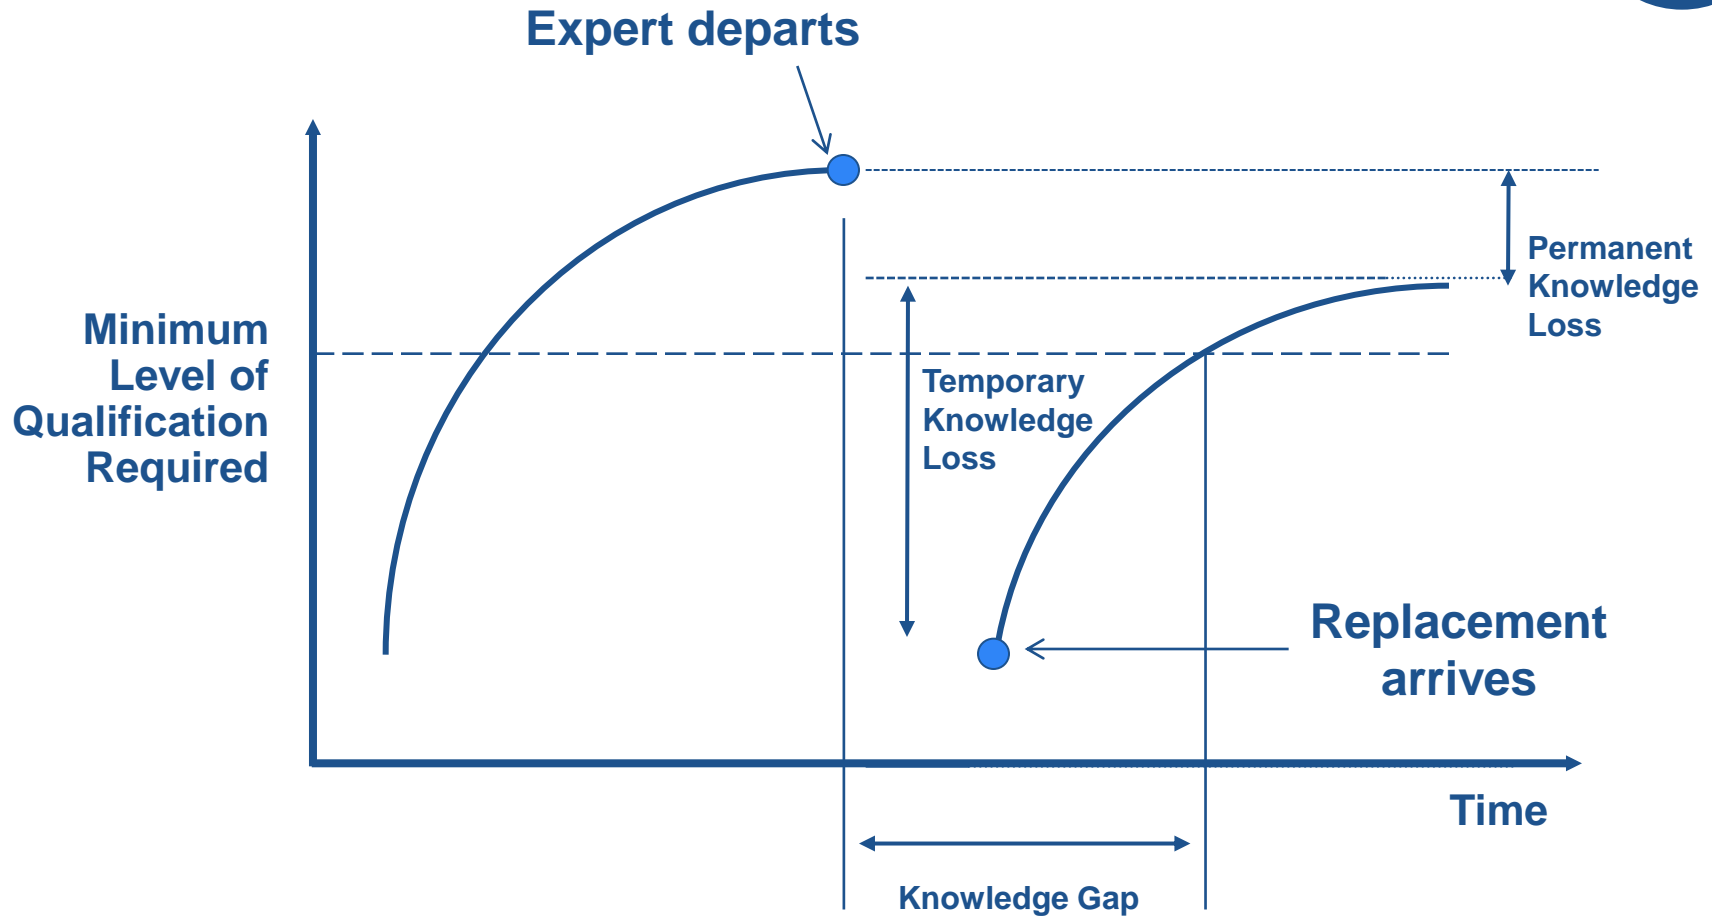 Expert departs
Minimum
Level of
Qualification
Required
Permanent
Knowledge
Loss
Temporary
Knowledge
Loss
Replacement
arrives
Time
Knowledge Gap